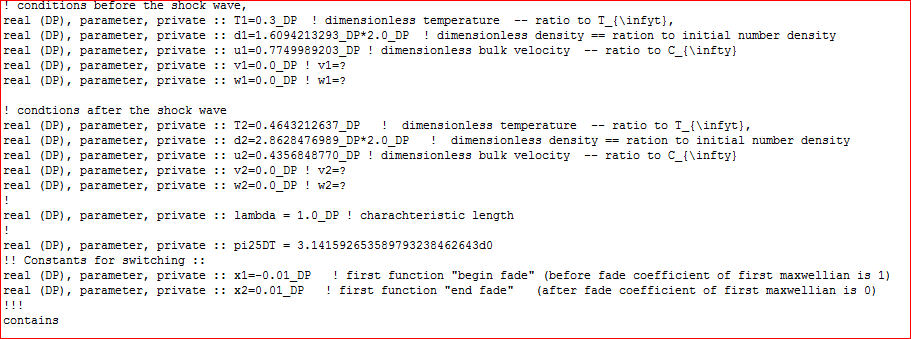 ! conditions before the shock wave,
real (DP), parameter, private :: T1=0.3_DP  ! dimensionless temperature  -- ratio to T_{\infyt},
real (DP), parameter, private :: d1=1.6094213293_DP*2.0_DP  ! dimensionless density == ration to initial number density
real (DP), parameter, private :: u1=0.7749989203_DP ! dimensionless bulk velocity  -- ratio to C_{\infty}
real (DP), parameter, private :: v1=0.0_DP ! v1=?
real (DP), parameter, private :: w1=0.0_DP ! w1=?
! condtions after the shock wave
real (DP), parameter, private :: T2=0.4643212637_DP   !  dimensionless temperature  -- ratio to T_{\infyt},
real (DP), parameter, private :: d2=2.8628476989_DP*2.0_DP   !  dimensionless density == ration to initial number density
real (DP), parameter, private :: u2=0.4356848770_DP ! dimensionless bulk velocity  -- ratio to C_{\infty}
real (DP), parameter, private :: v2=0.0_DP ! v2=?
real (DP), parameter, private :: w2=0.0_DP ! w2=?
!
real (DP), parameter, private :: lambda = 1.0_DP ! charachteristic length
!
real (DP), parameter, private :: pi25DT = 3.141592653589793238462643d0
!! Constants for switching ::
real (DP), parameter, private :: x1=-0.01_DP   ! first function "begin fade" (before fade coefficient of first maxwellian is 1)
real (DP), parameter, private :: x2=0.01_DP   ! first function "end fade"   (after fade coefficient of first maxwellian is 0)
!!!
contains